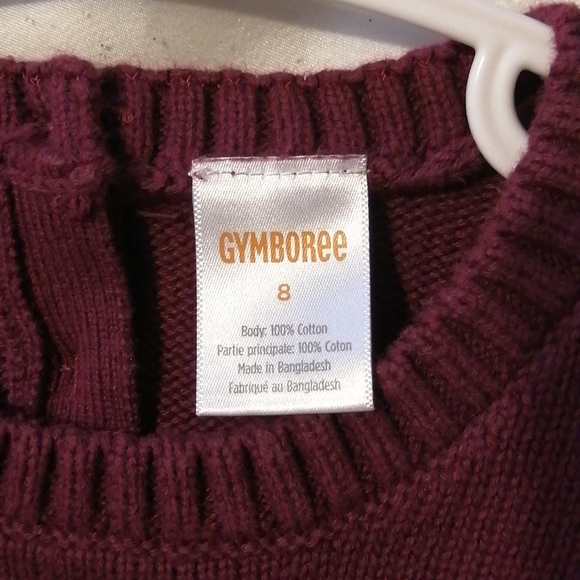 GYMBOREE
8
Body: 100% Cotton
Partie principale: 100% Coton
Made in Bangladesh
Fabriqué au Bangladesh